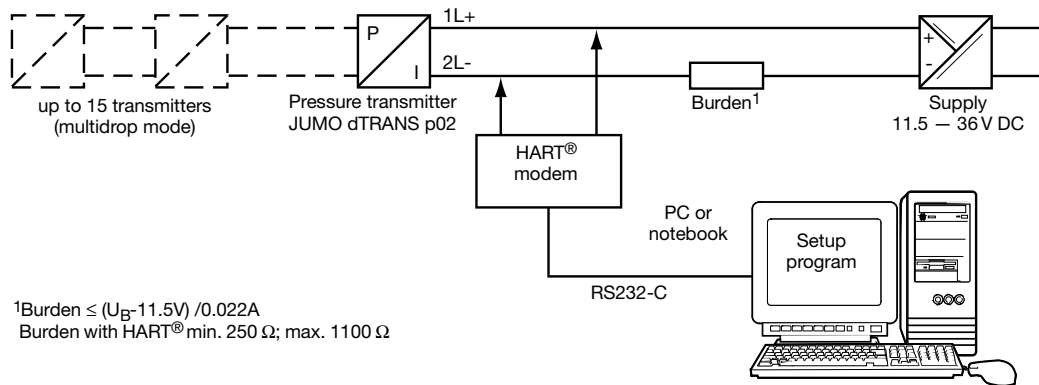 1L+
P
I
2L-
+
-
up to 15 transmitters
(multidrop mode)
Pressure transmitter
JUMO dTRANS p02
Burden¹
Supply
11.5 — 36 V DC
HART®
modem
PC or
notebook
Setup
program
RS232-C
¹Burden ≤ (U_B-11.5V) /0.022A
Burden with HART® min. 250 Ω; max. 1100 Ω